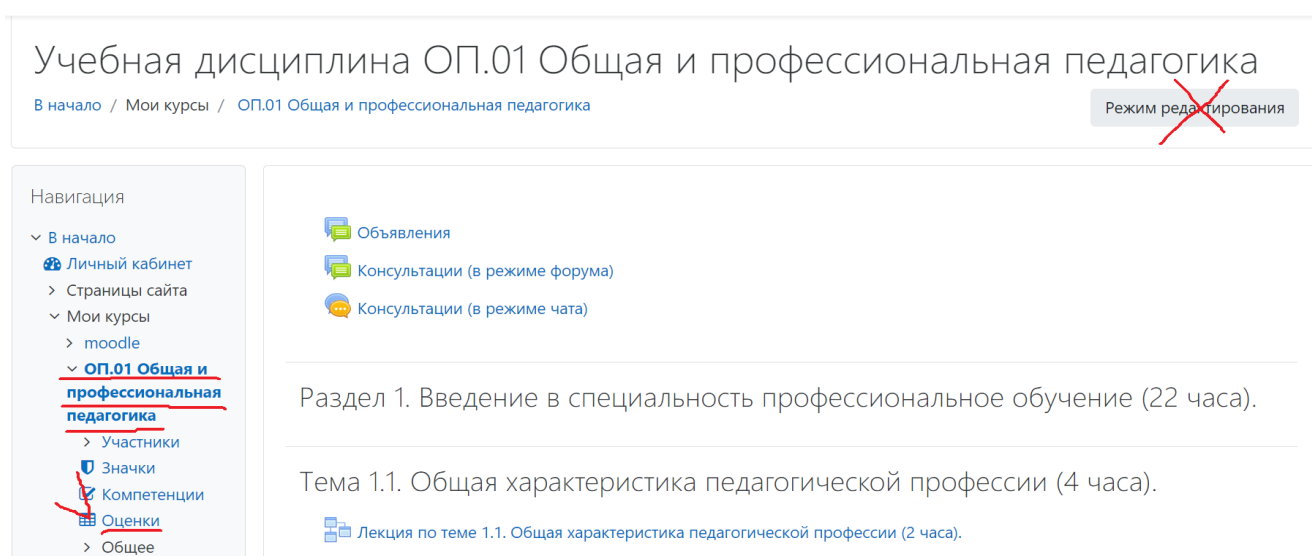 Учебная дисциплина ОП.01 Общая и профессиональная педагогика
В начало / Мои курсы / ОП.01 Общая и профессиональная педагогика
Режим редактирования
Навигация
В начало
Личный кабинет
Страницы сайта
Мои курсы
moodle
ОП.01 Общая и
профессиональная
педагогика
Участники
Значки
Компетенции
Оценки
Общее
Объявления
Консультации (в режиме форума)
Консультации (в режиме чата)
Раздел 1. Введение в специальность профессиональное обучение (22 часа).
Тема 1.1. Общая характеристика педагогической профессии (4 часа).
Лекция по теме 1.1. Общая характеристика педагогической профессии (2 часа).